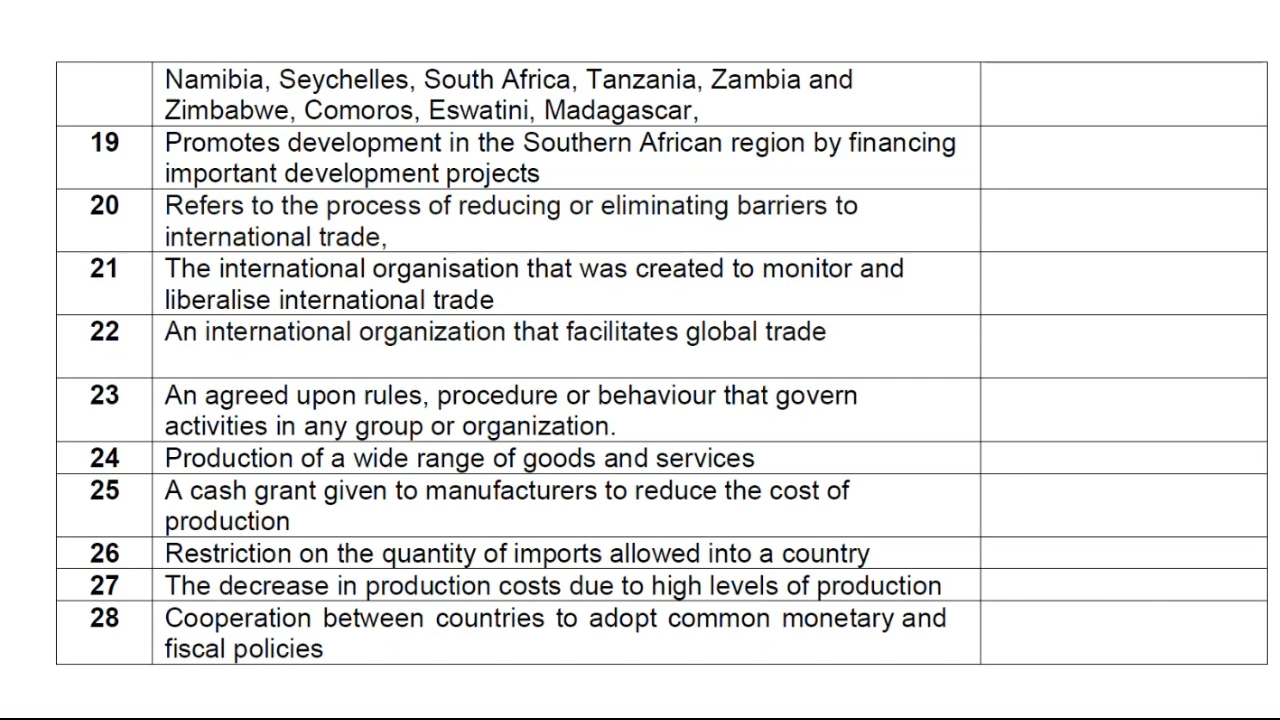 Namibia, Seychelles, South Africa, Tanzania, Zambia and
Zimbabwe, Comoros, Eswatini, Madagascar,
19 Promotes development in the Southern African region by financing
important development projects
20 Refers to the process of reducing or eliminating barriers to
international trade,
21 The international organisation that was created to monitor and
liberalise international trade
22 An international organization that facilitates global trade
23 An agreed upon rules, procedure or behaviour that govern
activities in any group or organization.
24 Production of a wide range of goods and services
25 A cash grant given to manufacturers to reduce the cost of
production
26 Restriction on the quantity of imports allowed into a country
27 The decrease in production costs due to high levels of production
28 Cooperation between countries to adopt common monetary and
fiscal policies